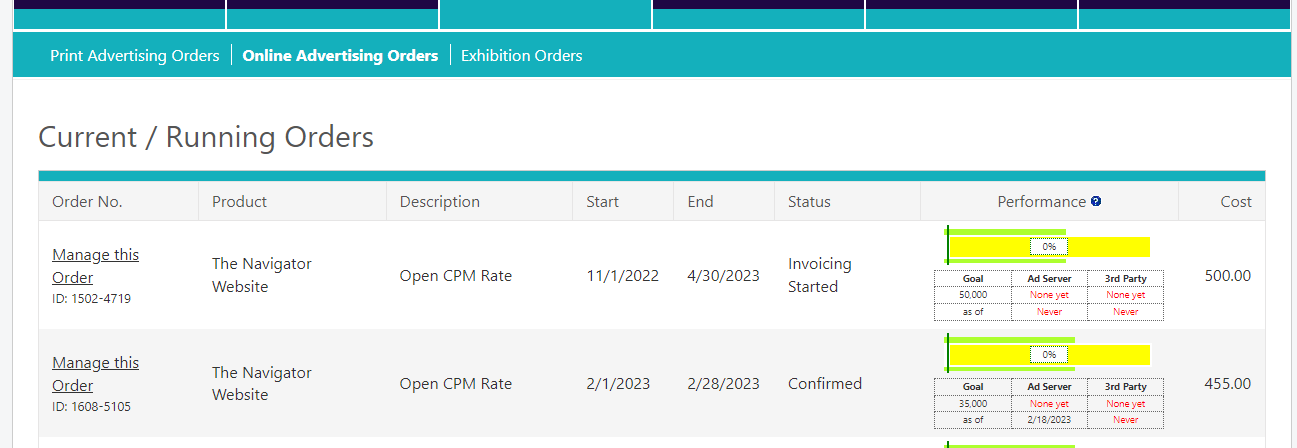 Print Advertising Orders Online Advertising Orders Exhibition Orders
Current / Running Orders
Order No. Product Description Start End Status Performance ? Cost
Manage this
Order
ID: 1502-4719
The Navigator
Website
Open CPM Rate
11/1/2022
4/30/2023
Invoicing
Started
0%
Goal Ad Server 3rd Party
50,000 None yet None yet
as of Never Never
500.00
Manage this
Order
ID: 1608-5105
The Navigator
Website
Open CPM Rate
2/1/2023
2/28/2023
Confirmed
0%
Goal Ad Server 3rd Party
35,000 None yet None yet
as of 2/18/2023 Never
455.00